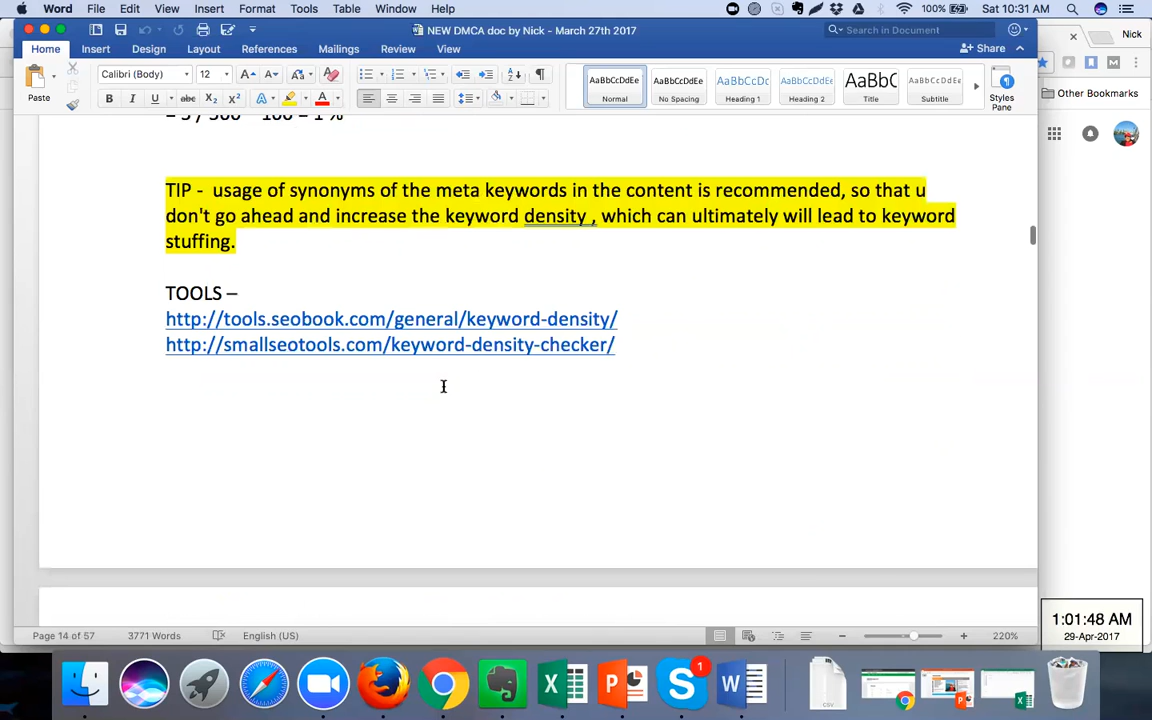 Word File Edit View Insert Format Tools Table Window Help 100% Sat 10:31 AM
NEW DMCA doc by Nick - March 27th 2017
Search in Document
Nick
Home Insert Design Layout References Mailings Review View
Share
Calibri (Body) 12
AaBbCcDdEe AaBbCcDdEe AaBbCcDc AaBbCcDdEe AaBbC AaBbCcDdEe
Paste
Normal No Spacing Heading 1 Heading 2 Title Subtitle
Styles
Pane
Other Bookmarks
TIP -  usage of synonyms of the meta keywords in the content is recommended, so that u
don't go ahead and increase the keyword density , which can ultimately will lead to keyword
stuffing.
TOOLS –
http://tools.seobook.com/general/keyword-density/
http://smallseotools.com/keyword-density-checker/
Page 14 of 57 3771 Words English (US) 220%
1:01:48 AM
29-Apr-2017
1